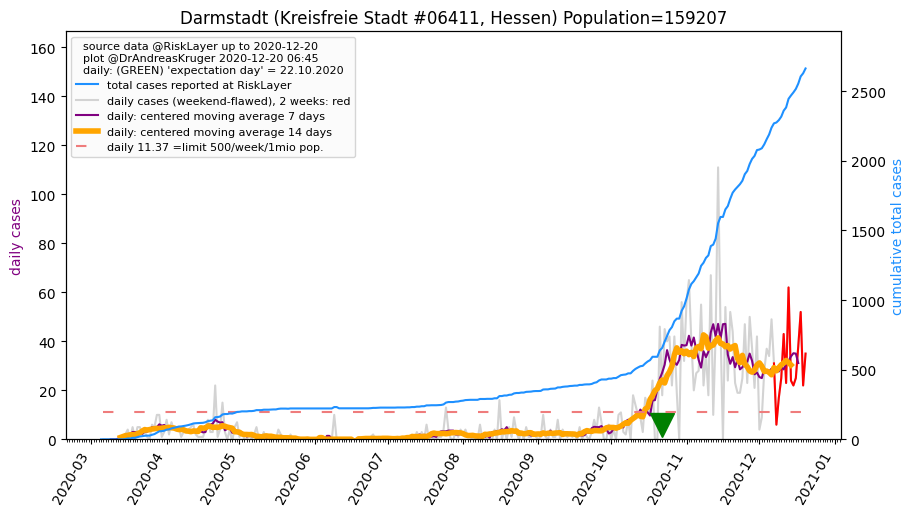 Darmstadt (Kreisfreie Stadt #06411, Hessen) Population=159207
source data @RiskLayer up to 2020-12-20
plot @DrAndreasKruger 2020-12-20 06:45
daily: (GREEN) 'expectation day' = 22.10.2020
total cases reported at RiskLayer
daily cases (weekend-flawed), 2 weeks: red
daily: centered moving average 7 days
daily: centered moving average 14 days
daily 11.37 =limit 500/week/1mio pop.
daily cases
160
140
120
100
80
60
40
20
0
2500
2000
1500
1000
500
0
cumulative total cases
2020-03
2020-04
2020-05
2020-06
2020-07
2020-08
2020-09
2020-10
2020-11
2020-12
2021-01